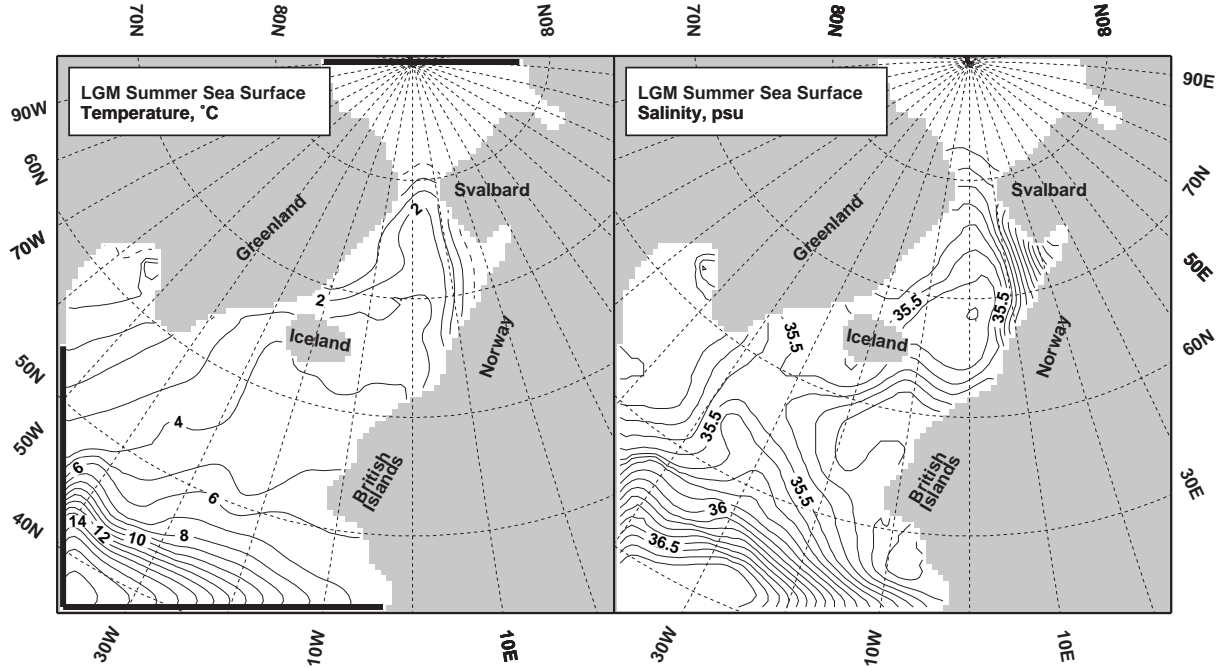 70N
80N
80N
80N
80N
LGM Summer Sea Surface
Temperature, ˚C
LGM Summer Sea Surface
Salinity, psu
90W
60N
70W
50N
50W
40N
90E
70N
50E
60N
30E
Svalbard
Greenland
2
2
Iceland
Norway
4
6
6
British
Islands
14
12
10
8
Svalbard
Greenland
35.5
35.5
35.5
Iceland
Norway
35.5
35.5
British
Islands
36
36.5
30W
10W
10E
30W
10W
10E